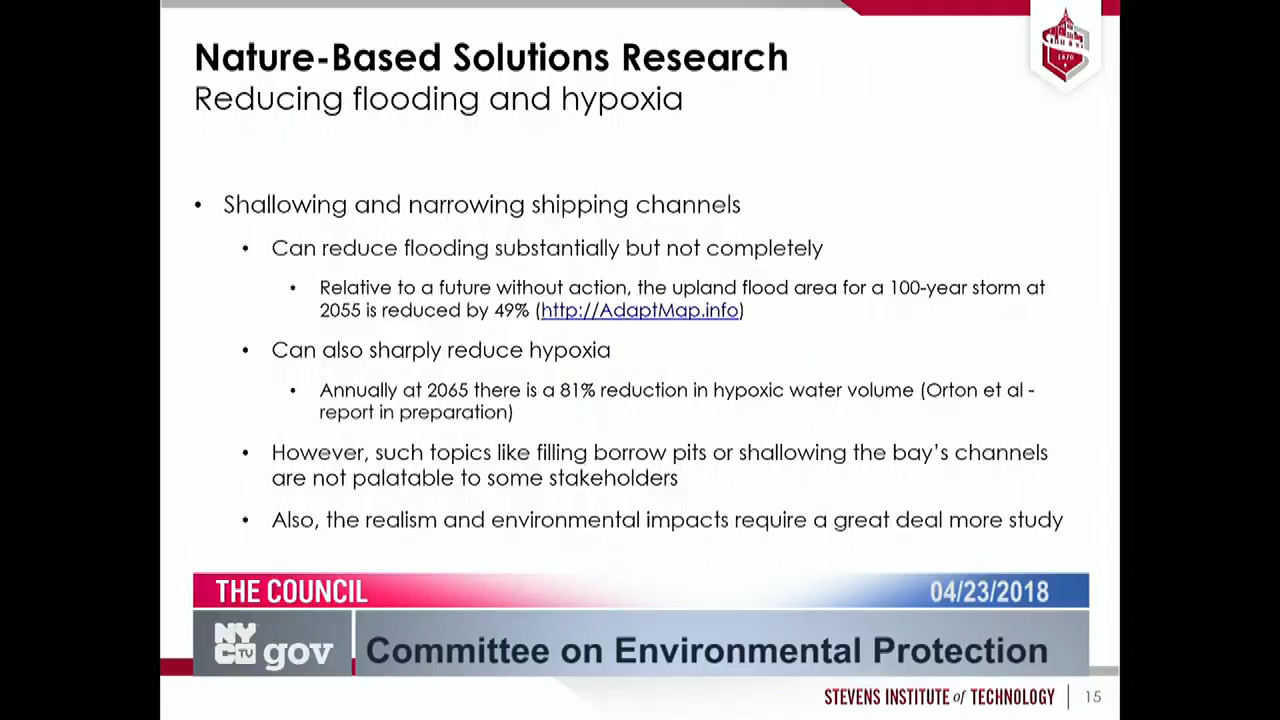 Nature-Based Solutions Research
Reducing flooding and hypoxia
1870
• Shallowing and narrowing shipping channels
• Can reduce flooding substantially but not completely
• Relative to a future without action, the upland flood area for a 100-year storm at
2055 is reduced by 49% (http://AdaptMap.info)
• Can also sharply reduce hypoxia
• Annually at 2065 there is a 81% reduction in hypoxic water volume (Orton et al -
report in preparation)
• However, such topics like filling borrow pits or shallowing the bay's channels
are not palatable to some stakeholders
• Also, the realism and environmental impacts require a great deal more study
THE COUNCIL 04/23/2018
NYC TV gov Committee on Environmental Protection
STEVENS INSTITUTE of TECHNOLOGY 15